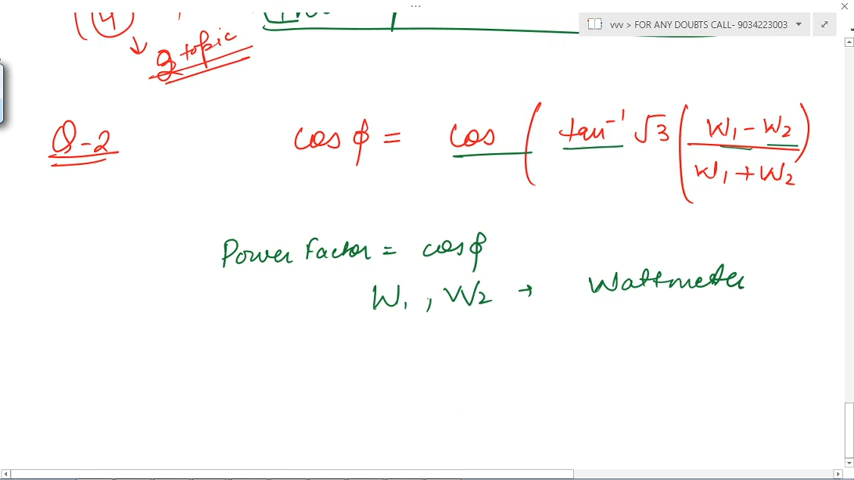 vvv > FOR ANY DOUBTS CALL- 9034223003
(4)
topic
Q-2 cos φ = cos ( tan⁻¹ √3 ( W₁ - W₂ / W₁ + W₂ )
Power Factor = cos φ
W₁, W₂ → Wattmeter